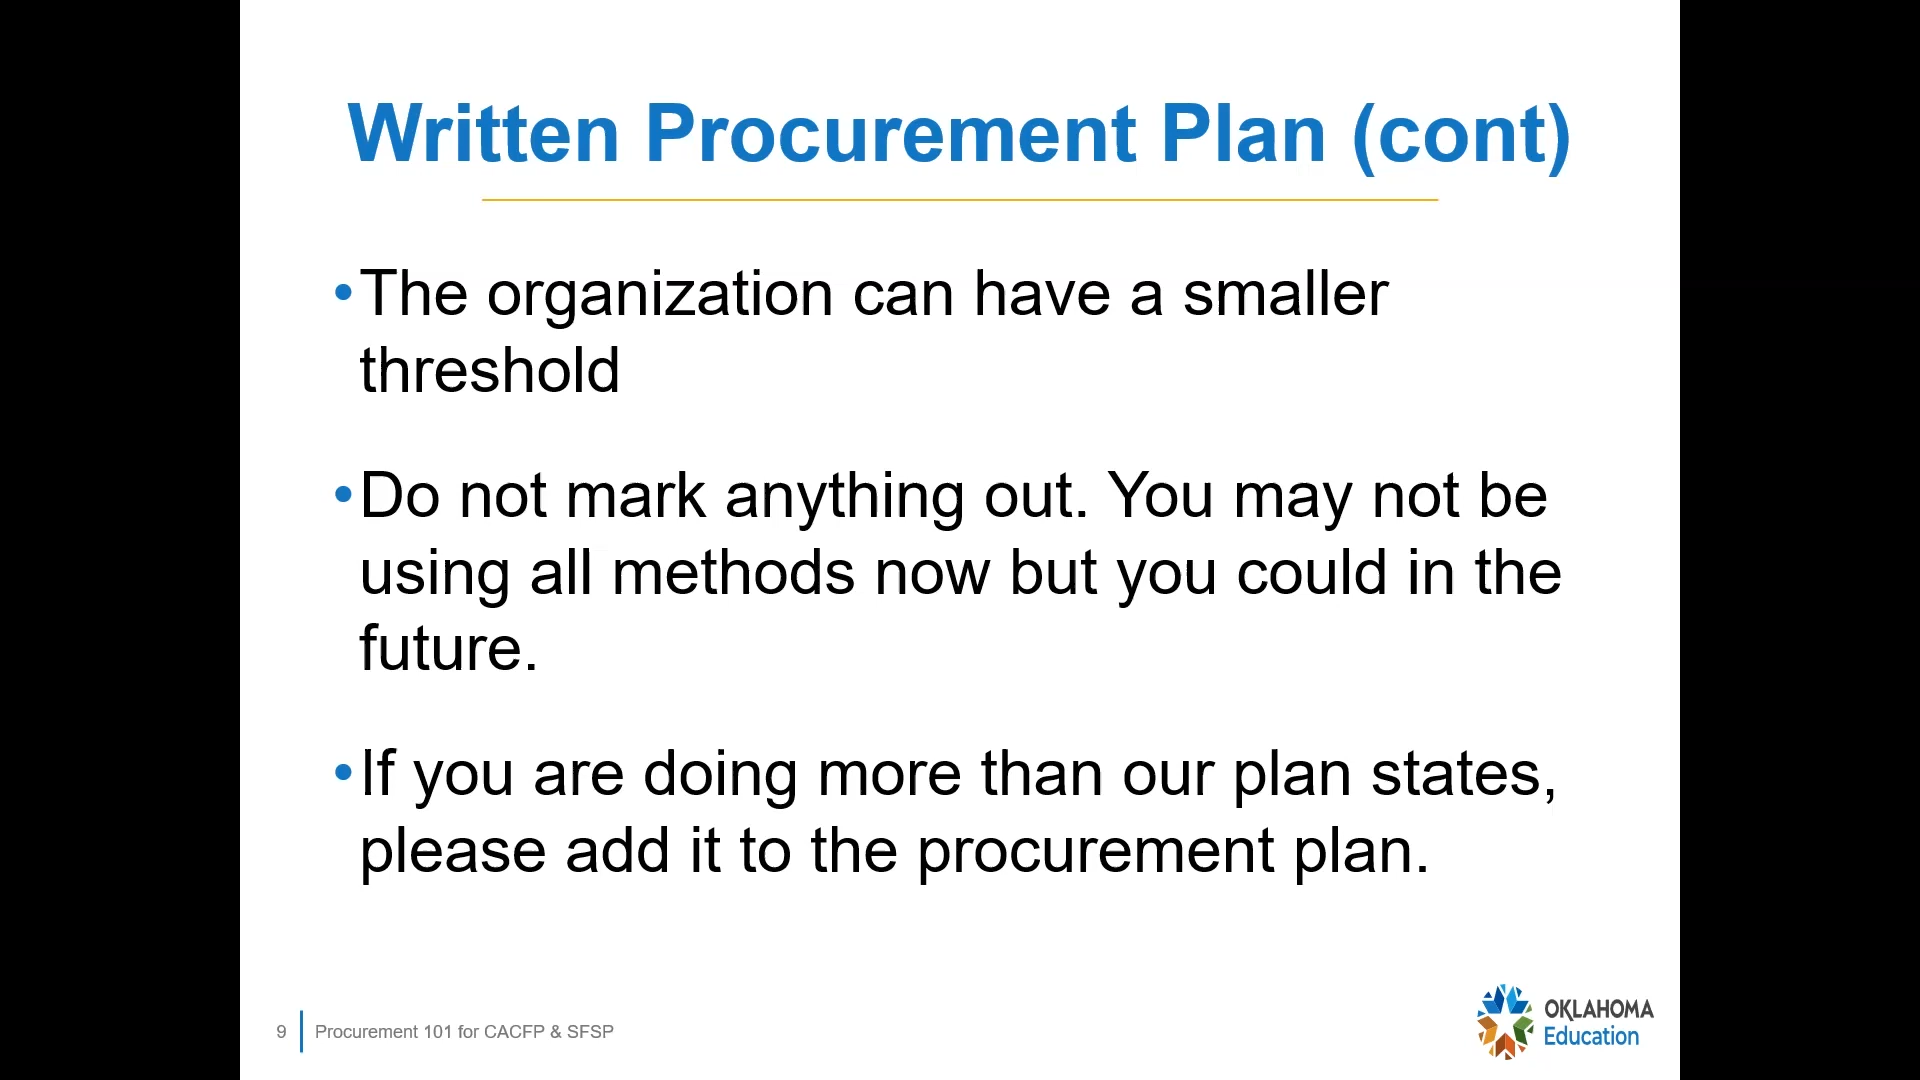 Written Procurement Plan (cont)
•The organization can have a smaller
threshold
•Do not mark anything out. You may not be
using all methods now but you could in the
future.
•If you are doing more than our plan states,
please add it to the procurement plan.
9
Procurement 101 for CACFP & SFSP
OKLAHOMA
Education